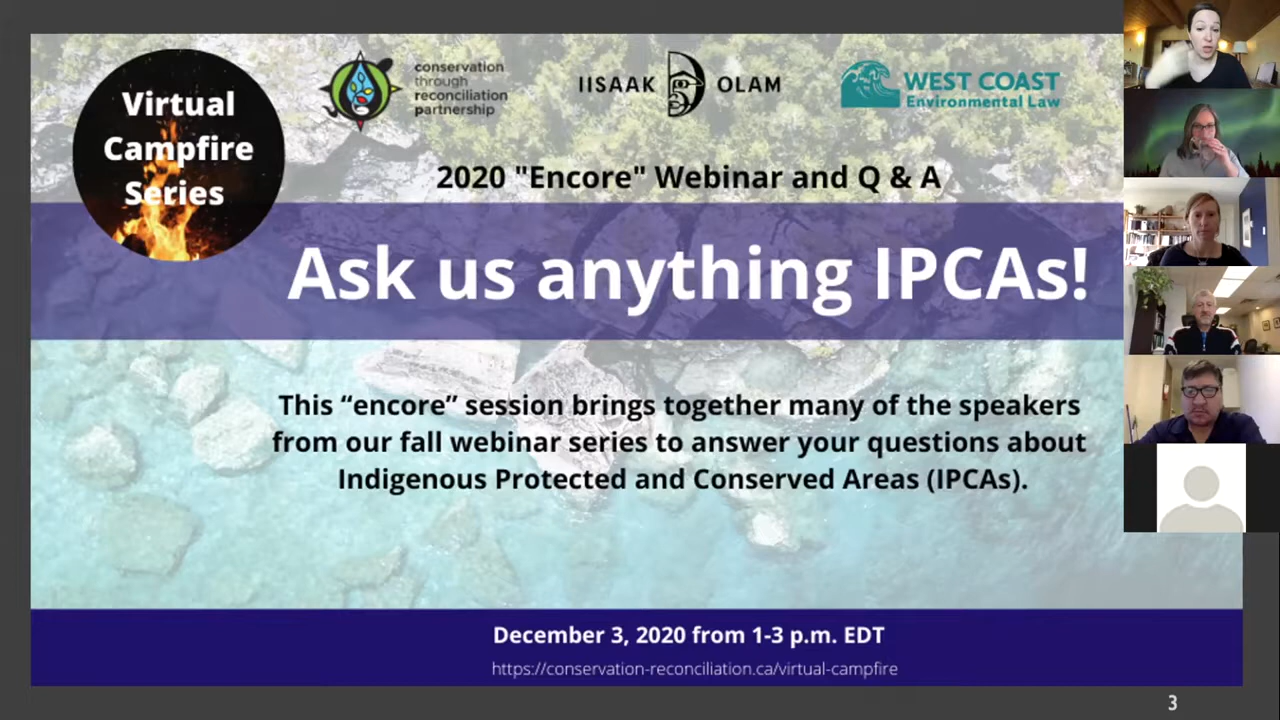 Virtual
Campfire
Series
conservation
through
reconciliation
partnership
IISAAK OLAM
WEST COAST
Environmental Law
2020 "Encore" Webinar and Q & A
Ask us anything IPCAs!
This “encore” session brings together many of the speakers
from our fall webinar series to answer your questions about
Indigenous Protected and Conserved Areas (IPCAs).
December 3, 2020 from 1-3 p.m. EDT
https://conservation-reconciliation.ca/virtual-campfire
3